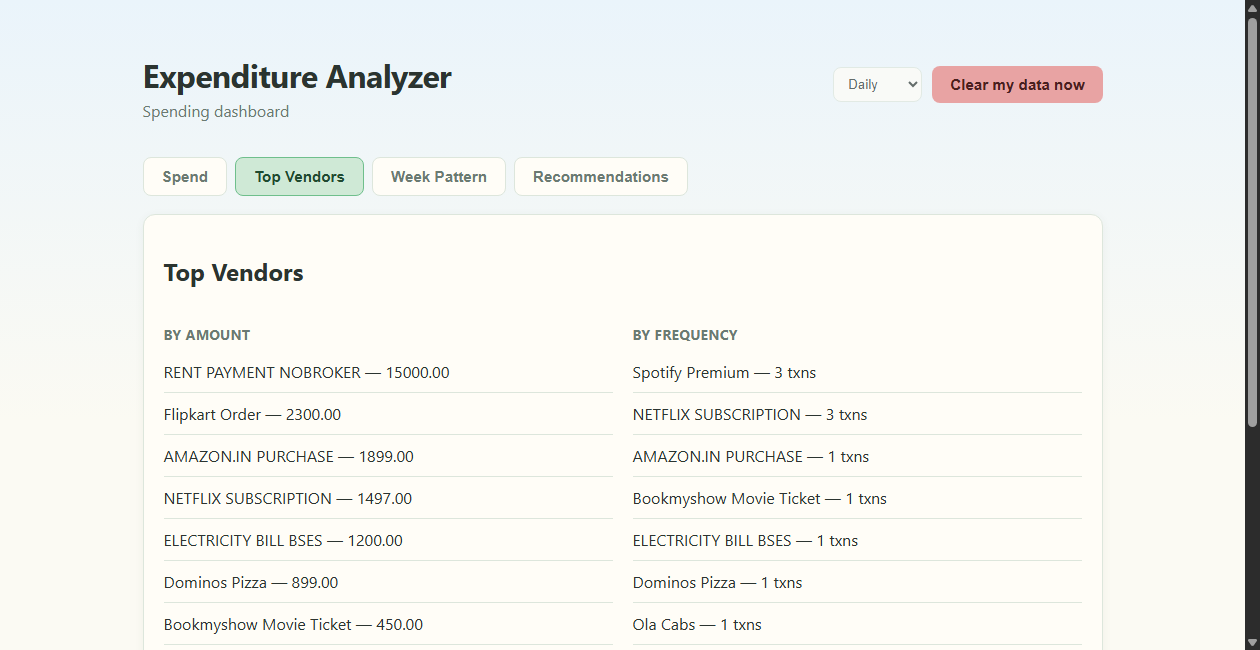 Expenditure Analyzer
Spending dashboard
Daily
Clear my data now
Spend
Top Vendors
Week Pattern
Recommendations
Top Vendors
BY AMOUNT
RENT PAYMENT NOBROKER — 15000.00
Flipkart Order — 2300.00
AMAZON.IN PURCHASE — 1899.00
NETFLIX SUBSCRIPTION — 1497.00
ELECTRICITY BILL BSES — 1200.00
Dominos Pizza — 899.00
Bookmyshow Movie Ticket — 450.00
BY FREQUENCY
Spotify Premium — 3 txns
NETFLIX SUBSCRIPTION — 3 txns
AMAZON.IN PURCHASE — 1 txns
Bookmyshow Movie Ticket — 1 txns
ELECTRICITY BILL BSES — 1 txns
Dominos Pizza — 1 txns
Ola Cabs — 1 txns